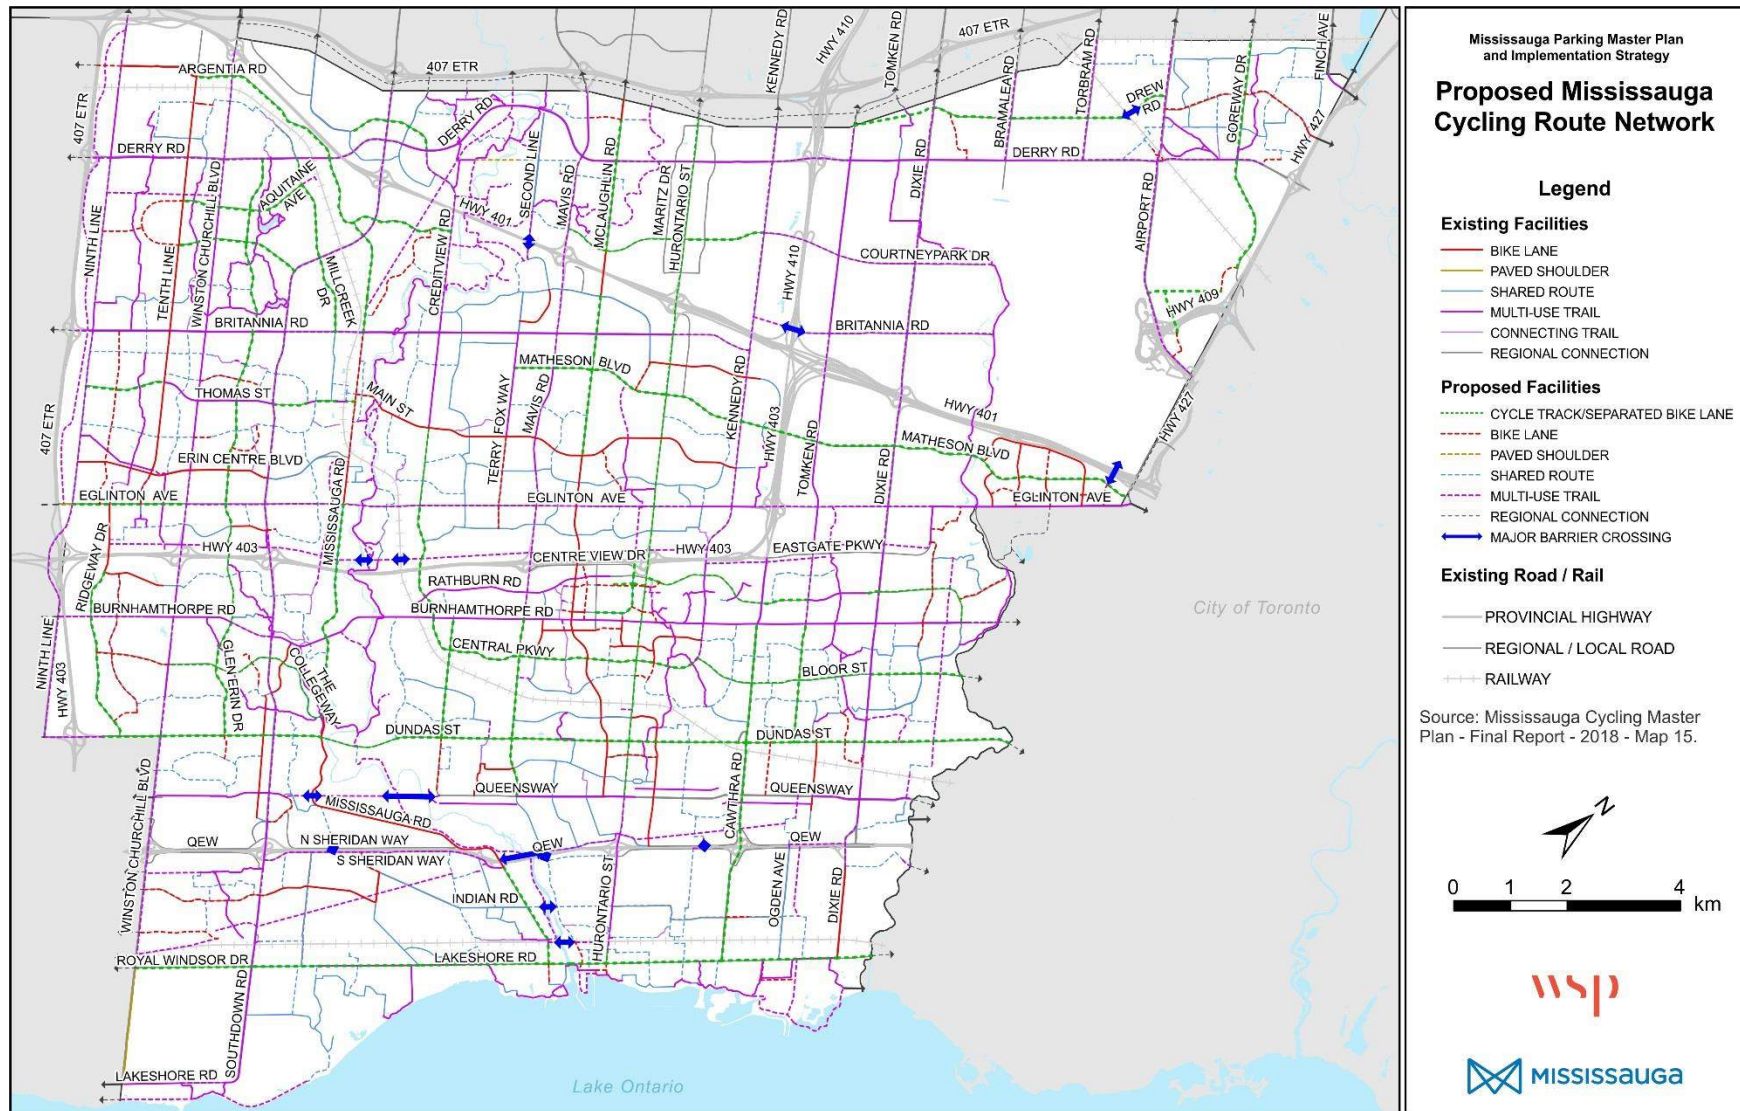 407 ETR
ARGENTIA RD
407 ETR
DERRY RD
KENNEDY RD
HWY 410
TOMKEN RD
407 ETR
BRAMALEA RD
TORBRAM RD
DREW
RD
GOREWAY DR
FINCH AVE
HWY 427
DERRY RD
NINTH LINE
TENTH LINE
WINSTON CHURCHILL BLVD
AQUITAINE
AVE
MILLCREEK
DR
CREDITVIEW RD
HWY 401
SECOND LINE
MAVIS RD
MCLAUGHLIN RD
MARITZ DR
HURONTARIO ST
HWY 410
DIXIE RD
DERRY RD
COURTNEYPARK DR
AIRPORT RD
HWY 409
BRITANNIA RD
BRITANNIA RD
MATHESON BLVD
THOMAS ST
MAIN ST
TERRY FOX WAY
MAVIS RD
KENNEDY RD
HWY 403
TOMKEN RD
HWY 401
HWY 427
MATHESON BLVD
407 ETR
ERIN CENTRE BLVD
MISSISSAUGA RD
DIXIE RD
EGLINTON AVE
EGLINTON AVE
EGLINTON AVE
RIDGEWAY DR
HWY 403
CENTRE VIEW DR
HWY 403
EASTGATE PKWY
RATHBURN RD
BURNHAMTHORPE RD
BURNHAMTHORPE RD
City of Toronto
NINTH LINE
HWY 403
GLEN ERIN DR
THE
COLLEGEWAY
CENTRAL PKWY
BLOOR ST
DUNDAS ST
DUNDAS ST
WINSTON CHURCHILL BLVD
QUEENSWAY
QUEENSWAY
CAWTHRA RD
MISSISSAUGA RD
QEW
N SHERIDAN WAY
S SHERIDAN WAY
QEW
QEW
INDIAN RD
HURONTARIO ST
OGDEN AVE
DIXIE RD
ROYAL WINDSOR DR
LAKESHORE RD
SOUTHDOWN RD
LAKESHORE RD
Lake Ontario
Mississauga Parking Master Plan
and Implementation Strategy
Proposed Mississauga
Cycling Route Network
Legend
Existing Facilities
BIKE LANE
PAVED SHOULDER
SHARED ROUTE
MULTI-USE TRAIL
CONNECTING TRAIL
REGIONAL CONNECTION
Proposed Facilities
CYCLE TRACK/SEPARATED BIKE LANE
BIKE LANE
PAVED SHOULDER
SHARED ROUTE
MULTI-USE TRAIL
REGIONAL CONNECTION
MAJOR BARRIER CROSSING
Existing Road / Rail
PROVINCIAL HIGHWAY
REGIONAL / LOCAL ROAD
RAILWAY
Source: Mississauga Cycling Master
Plan - Final Report - 2018 - Map 15.
N
0 1 2 4
km
wsp
MISSISSAUGA